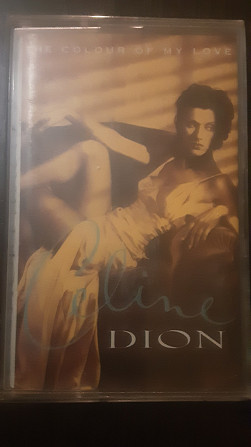 THE COLOUR OF MY LOVE
Céline
DION